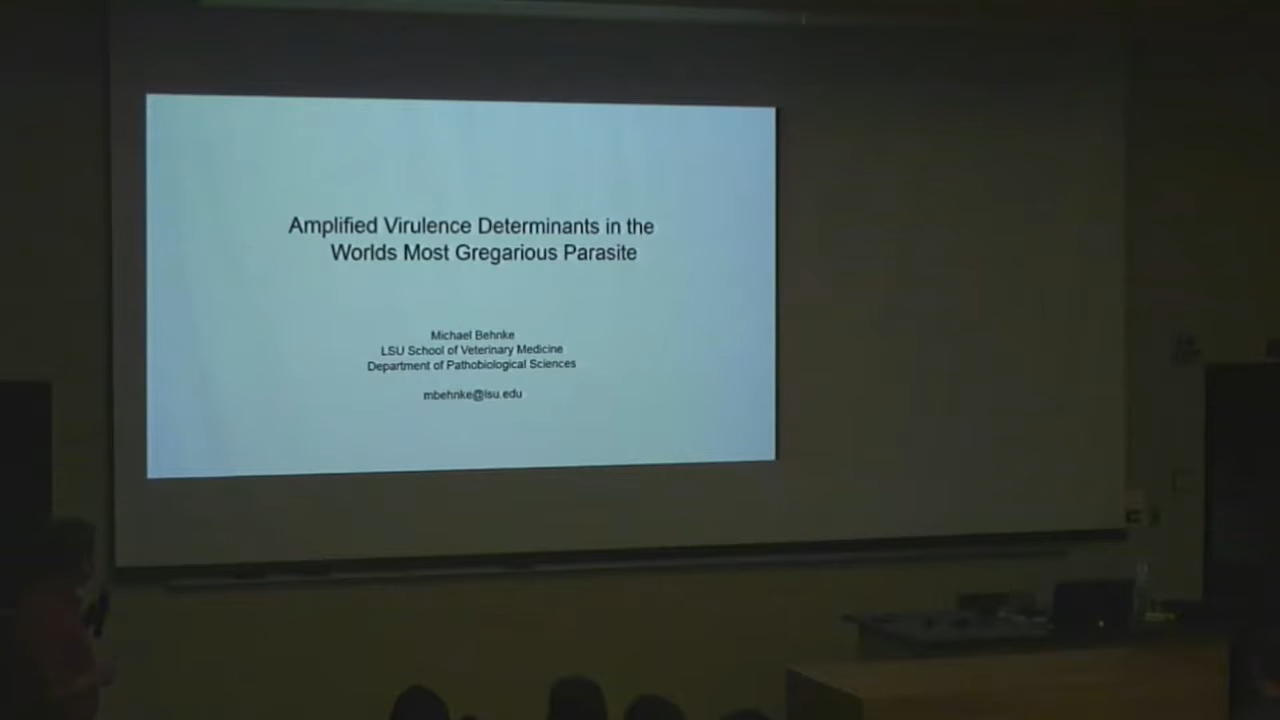 Amplified Virulence Determinants in the
Worlds Most Gregarious Parasite
Michael Behnke
LSU School of Veterinary Medicine
Department of Pathobiological Sciences
mbehnke@lsu.edu